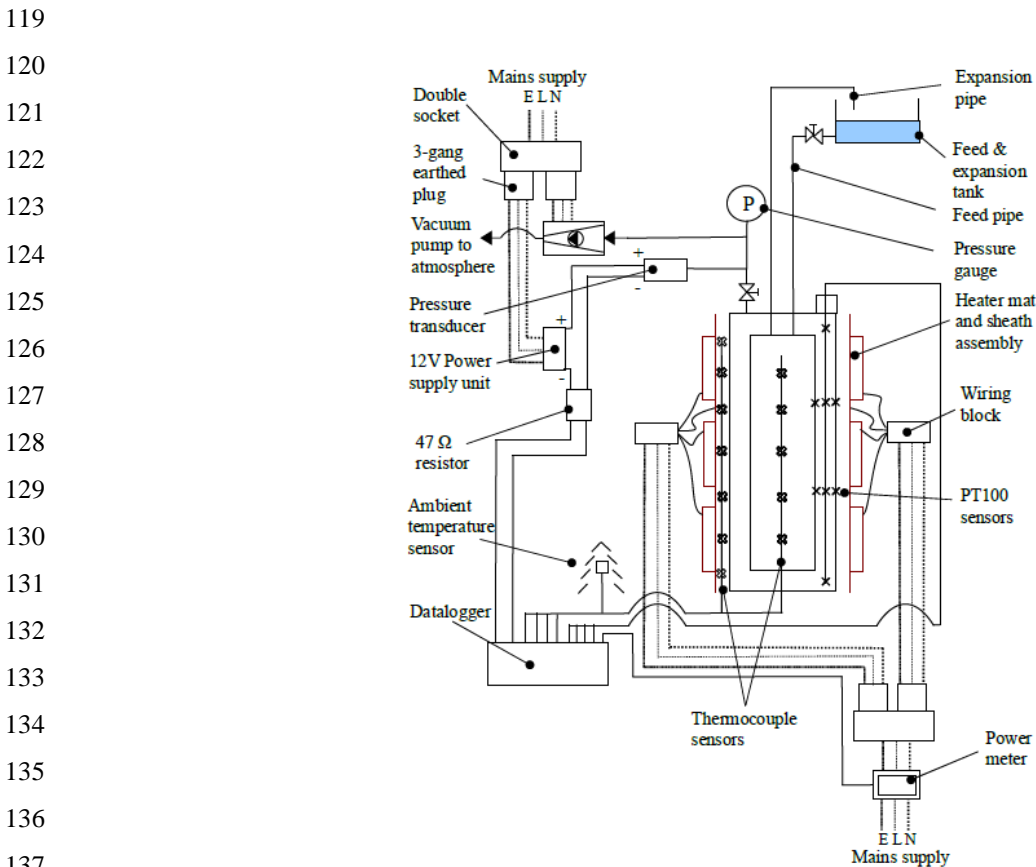 119
120
121
122
123
124
125
126
127
128
129
130
131
132
133
134
135
136
137
Mains supply
E L N
Double
socket
3-gang
earthed
plug
Vacuum
pump to
atmosphere
Pressure
transducer
12V Power
supply unit
47 Ω
resistor
Ambient
temperature
sensor
Datalogger
+
-
+
-
P
Expansion
pipe
Feed &
expansion
tank
Feed pipe
Pressure
gauge
Heater mat
and sheath
assembly
Wiring
block
PT100
sensors
Thermocouple
sensors
Power
meter
E L N
Mains supply